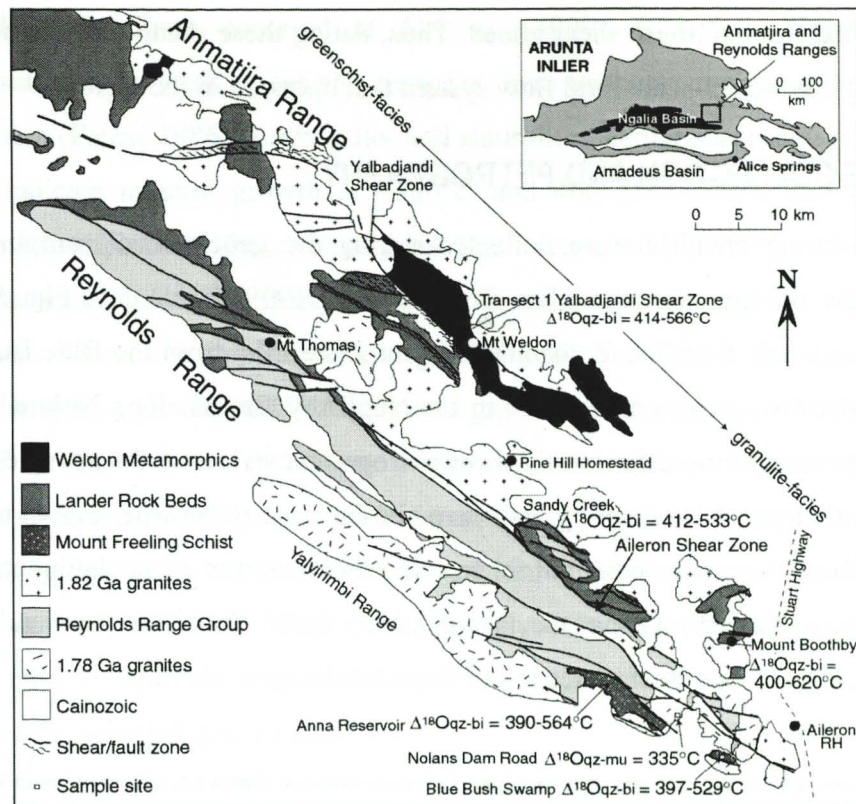 Anmatjira Range
greenschist-facies
ARUNTA
INLIER
Anmatjira and
Reynolds Ranges
0 100
km
Ngalia Basin
Alice Springs
Amadeus Basin
0 5 10 km
Yalbadjandi
Shear Zone
N
Reynolds Range
Transect 1 Yalbadjandi Shear Zone
Δ¹⁸Oqz-bi = 414-566°C
Mt Thomas
Mt Weldon
granulite-facies
Pine Hill Homestead
Sandy Creek
Δ¹⁸Oqz-bi = 412-533°C
Aileron Shear Zone
Stuart Highway
Yalyirimbi Range
Mount Boothby
Δ¹⁸Oqz-bi =
400-620°C
Anna Reservoir Δ¹⁸Oqz-bi = 390-564°C
Aileron
RH
Nolans Dam Road Δ¹⁸Oqz-mu = 335°C
Blue Bush Swamp Δ¹⁸Oqz-bi = 397-529°C
Weldon Metamorphics
Lander Rock Beds
Mount Freeling Schist
1.82 Ga granites
Reynolds Range Group
1.78 Ga granites
Cainozoic
Shear/fault zone
Sample site